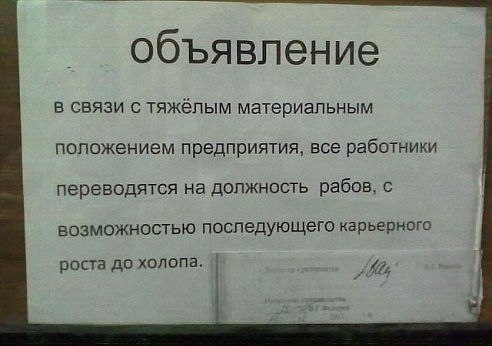 объявление
в связи с тяжёлым материальным
положением предприятия, все работники
переводятся на должность рабов, с
возможностью последующего карьерного
роста до холопа.